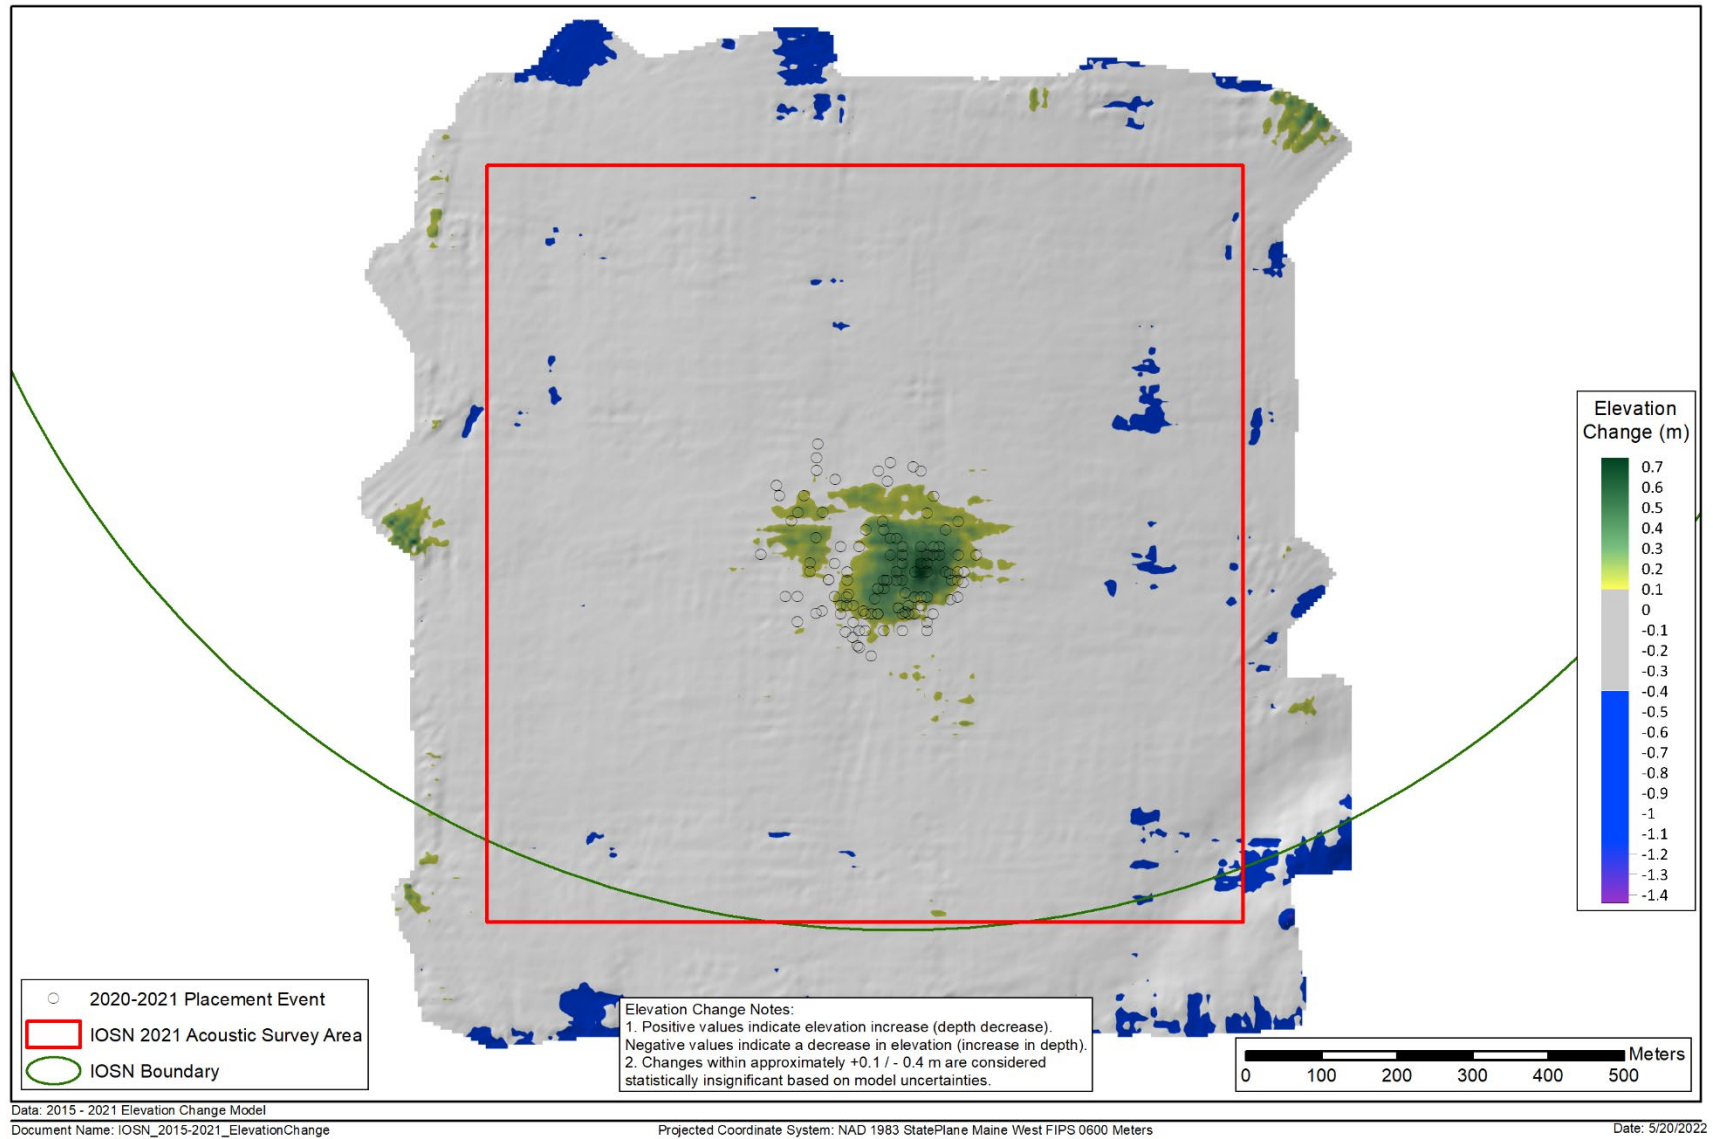 Elevation
Change (m)
0.7
0.6
0.5
0.4
0.3
0.2
0.1
0
-0.1
-0.2
-0.3
-0.4
-0.5
-0.6
-0.7
-0.8
-0.9
-1
-1.1
-1.2
-1.3
-1.4
2020-2021 Placement Event
IOSN 2021 Acoustic Survey Area
IOSN Boundary
Elevation Change Notes:
1. Positive values indicate elevation increase (depth decrease).
Negative values indicate a decrease in elevation (increase in depth).
2. Changes within approximately +0.1 / - 0.4 m are considered
statistically insignificant based on model uncertainties.
Meters
0 100 200 300 400 500
Data: 2015 - 2021 Elevation Change Model
Document Name: IOSN_2015-2021_ElevationChange Projected Coordinate System: NAD 1983 StatePlane Maine West FIPS 0600 Meters Date: 5/20/2022